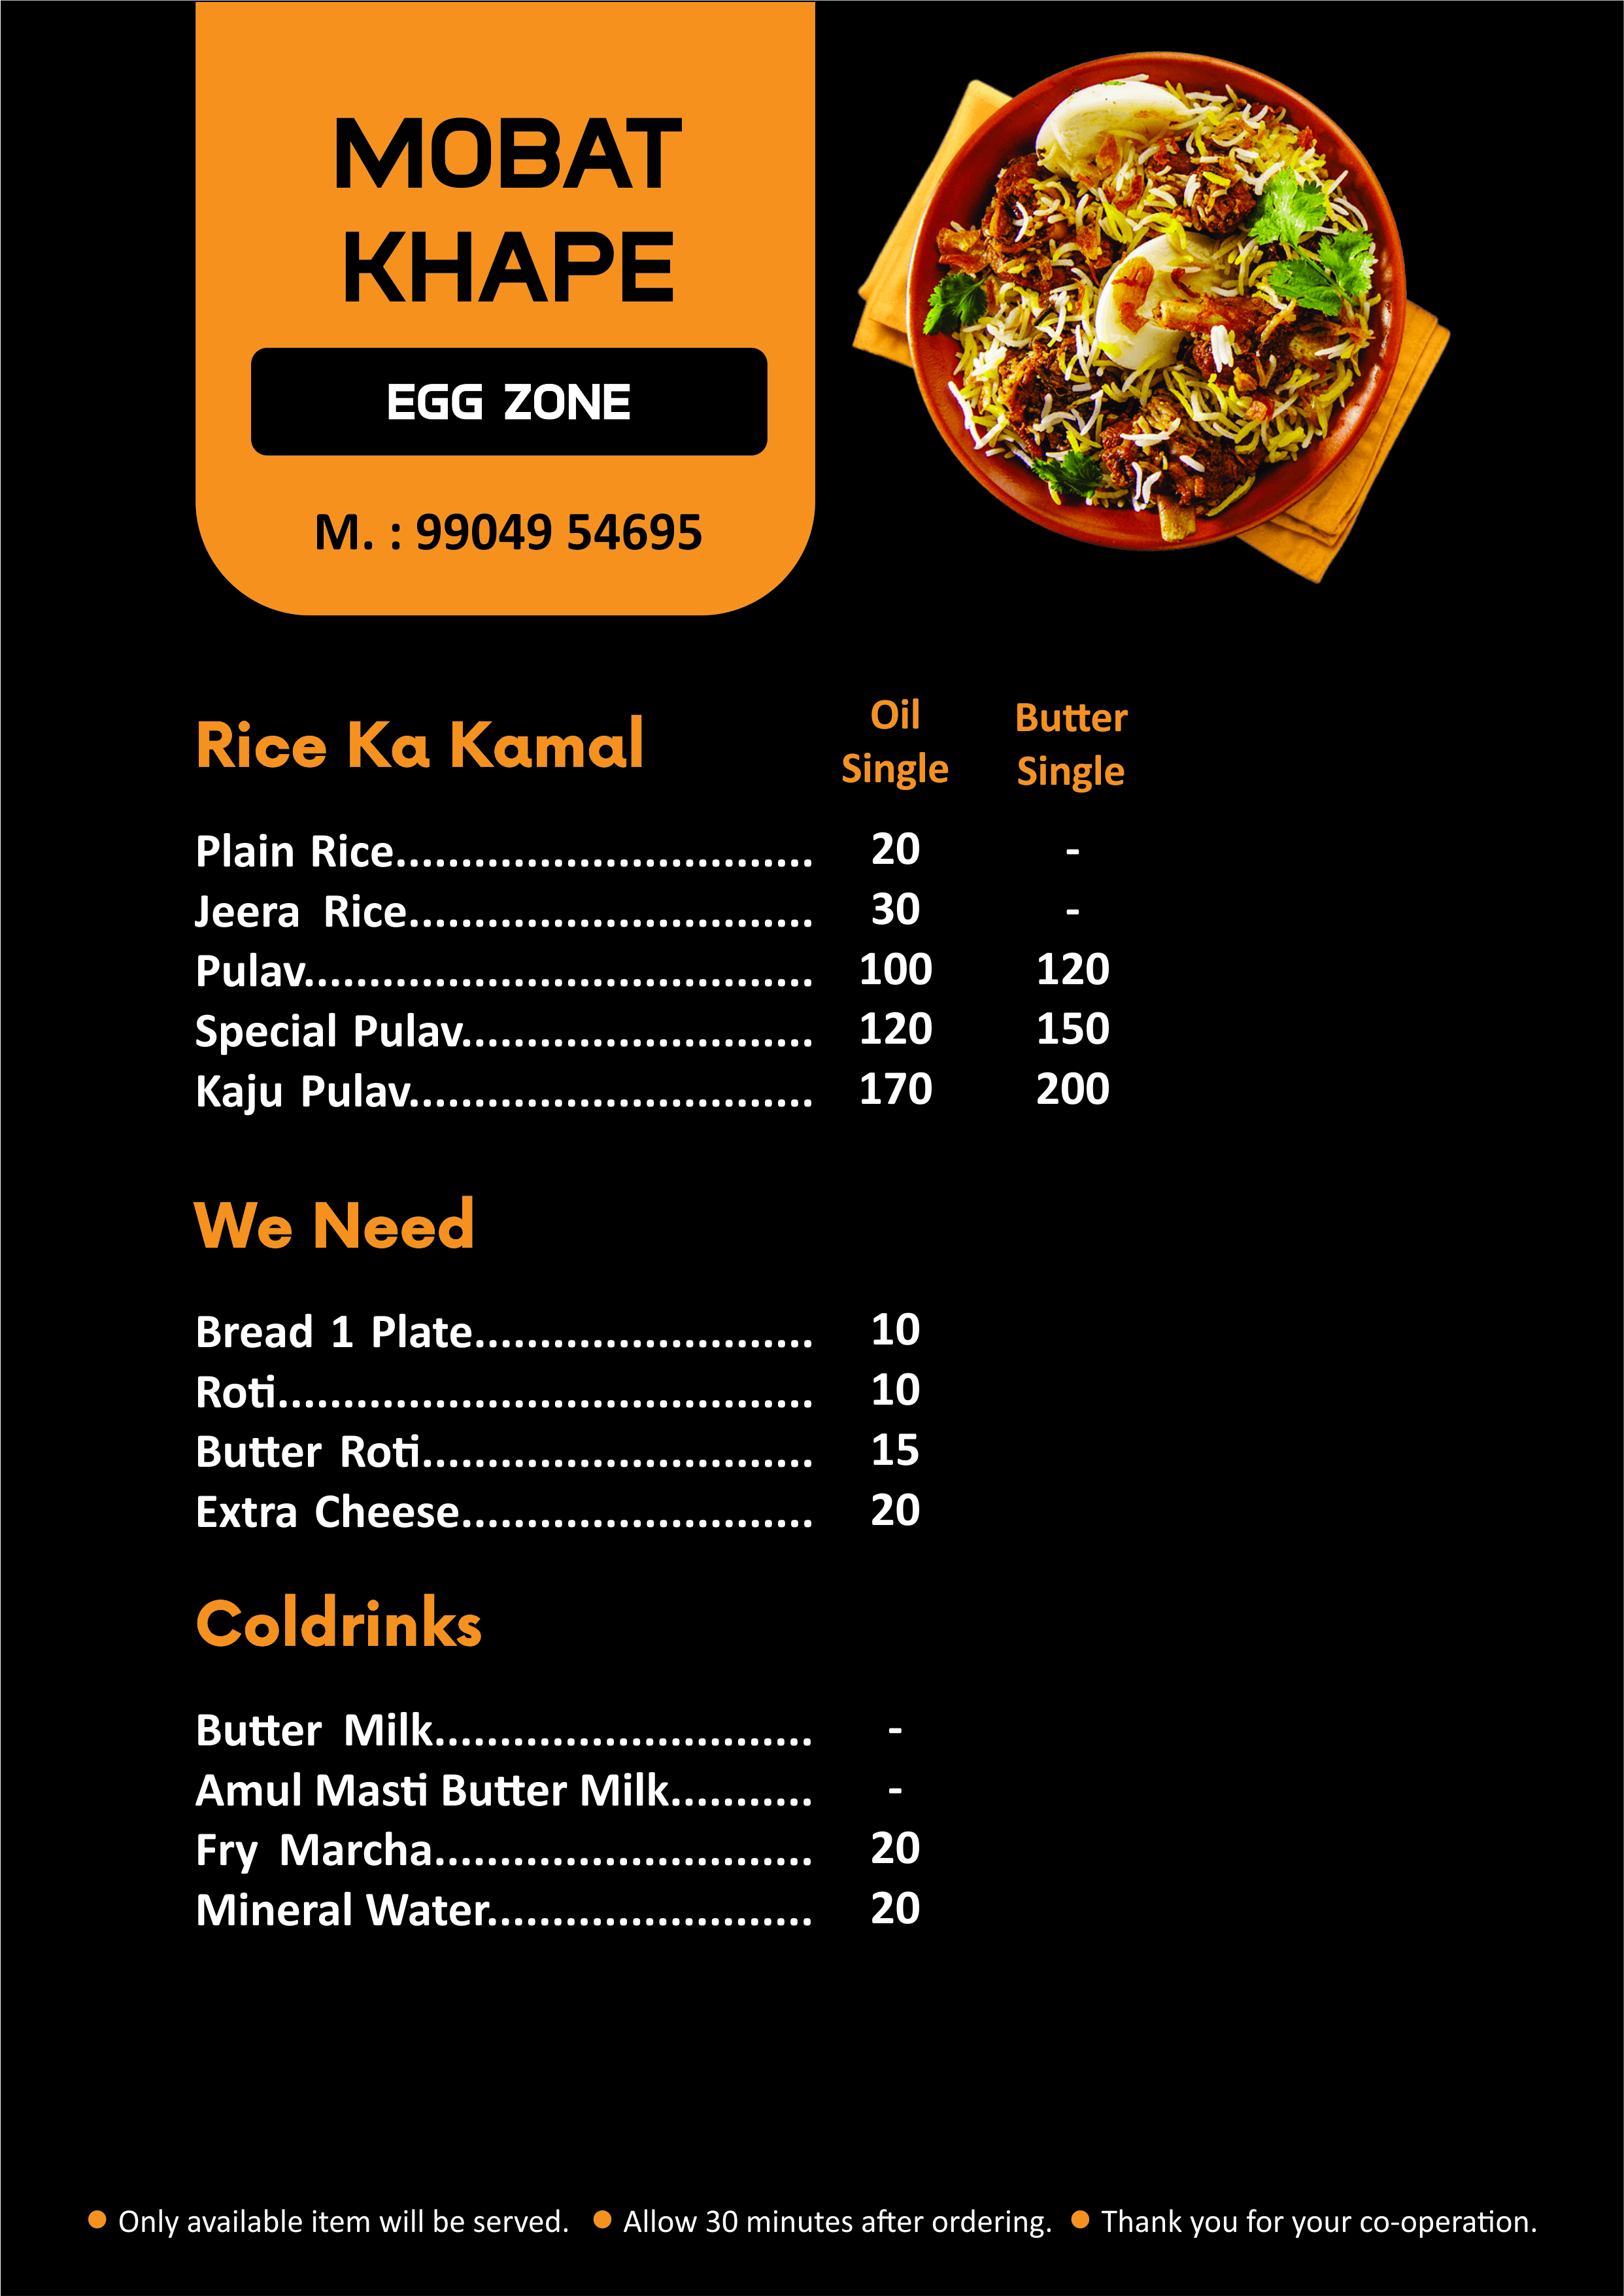 MOBAT
KHAPE
EGG ZONE
M. : 99049 54695
Rice Ka Kamal
Oil Single
Butter Single
Plain Rice................................ 20 -
Jeera Rice............................... 30 -
Pulav....................................... 100 120
Special Pulav........................... 120 150
Kaju Pulav............................... 170 200
We Need
Bread 1 Plate.......................... 10
Roti......................................... 10
Butter Roti.............................. 15
Extra Cheese........................... 20
Coldrinks
Butter Milk............................. -
Amul Masti Butter Milk........... -
Fry Marcha............................. 20
Mineral Water......................... 20
Only available item will be served. Allow 30 minutes after ordering. Thank you for your co-operation.